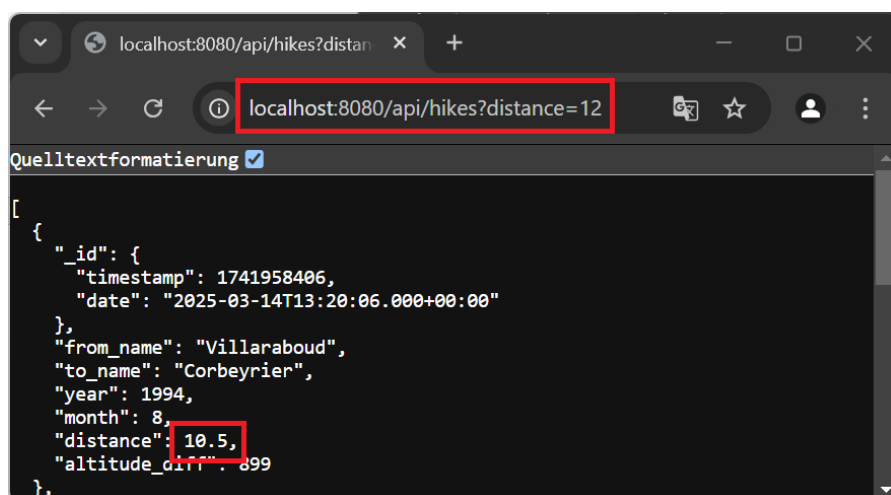 localhost:8080/api/hikes?distan
localhost:8080/api/hikes?distance=12
Quelltextformatierung
[
{
"_id": {
"timestamp": 1741958406,
"date": "2025-03-14T13:20:06.000+00:00"
},
"from_name": "Villaraboud",
"to_name": "Corbeyrier",
"year": 1994,
"month": 8,
"distance": 10.5,
"altitude_diff": 899
},